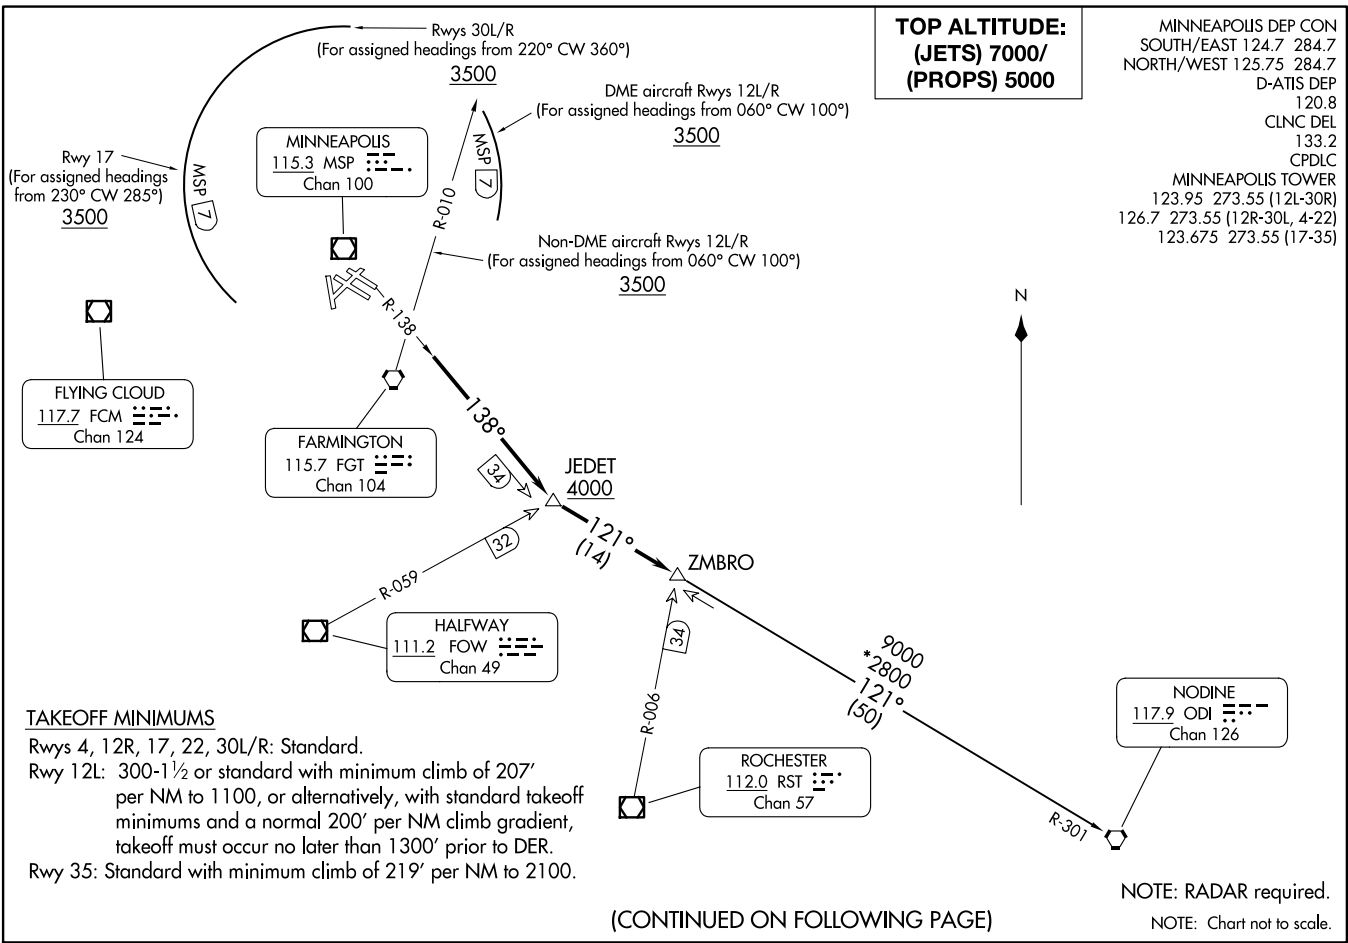 Rwys 30L/R
(For assigned headings from 220° CW 360°)
3500
TOP ALTITUDE:
(JETS) 7000/
(PROPS) 5000
MINNEAPOLIS DEP CON
SOUTH/EAST 124.7 284.7
NORTH/WEST 125.75 284.7
D-ATIS DEP
120.8
CLNC DEL
133.2
CPDLC
MINNEAPOLIS TOWER
123.95 273.55 (12L-30R)
126.7 273.55 (12R-30L, 4-22)
123.675 273.55 (17-35)
DME aircraft Rwys 12L/R
(For assigned headings from 060° CW 100°)
3500
MINNEAPOLIS
115.3 MSP
Chan 100
Rwy 17
(For assigned headings
from 230° CW 285°)
3500
MSP 7
MSP 7
R-010
Non-DME aircraft Rwys 12L/R
(For assigned headings from 060° CW 100°)
3500
N
R-138
FLYING CLOUD
117.7 FCM
Chan 124
FARMINGTON
115.7 FGT
Chan 104
138°
34
JEDET
4000
32
121°
(14)
ZMBRO
R-059
HALFWAY
111.2 FOW
Chan 49
34
R-006
9000
*2800
121°
(50)
NODINE
117.9 ODI
Chan 126
ROCHESTER
112.0 RST
Chan 57
R-301
TAKEOFF MINIMUMS
Rwys 4, 12R, 17, 22, 30L/R: Standard.
Rwy 12L: 300-1½ or standard with minimum climb of 207'
per NM to 1100, or alternatively, with standard takeoff
minimums and a normal 200' per NM climb gradient,
takeoff must occur no later than 1300' prior to DER.
Rwy 35: Standard with minimum climb of 219' per NM to 2100.
NOTE: RADAR required.
(CONTINUED ON FOLLOWING PAGE)
NOTE: Chart not to scale.